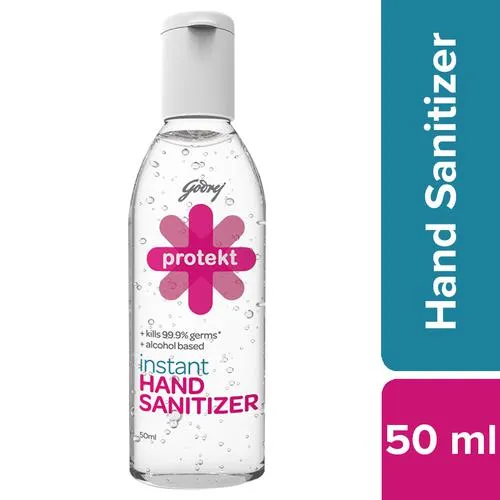 Godrej
protekt
+ kills 99.9% germs*
+ alcohol based
instant
HAND
SANITIZER
50ml
Hand Sanitizer
50 ml